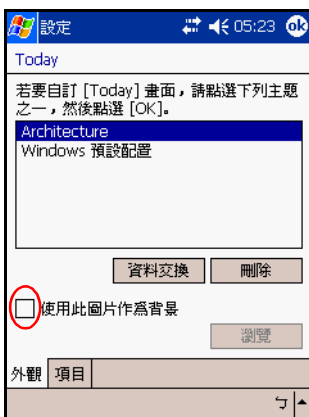 設定 05:23 ok
Today
若要自訂 [Today] 畫面，請點選下列主題
之一，然後點選 [OK]。
Architecture
Windows 預設配置
資料交換 刪除
使用此圖片作為背景
瀏覽
外觀 項目
ㄅ